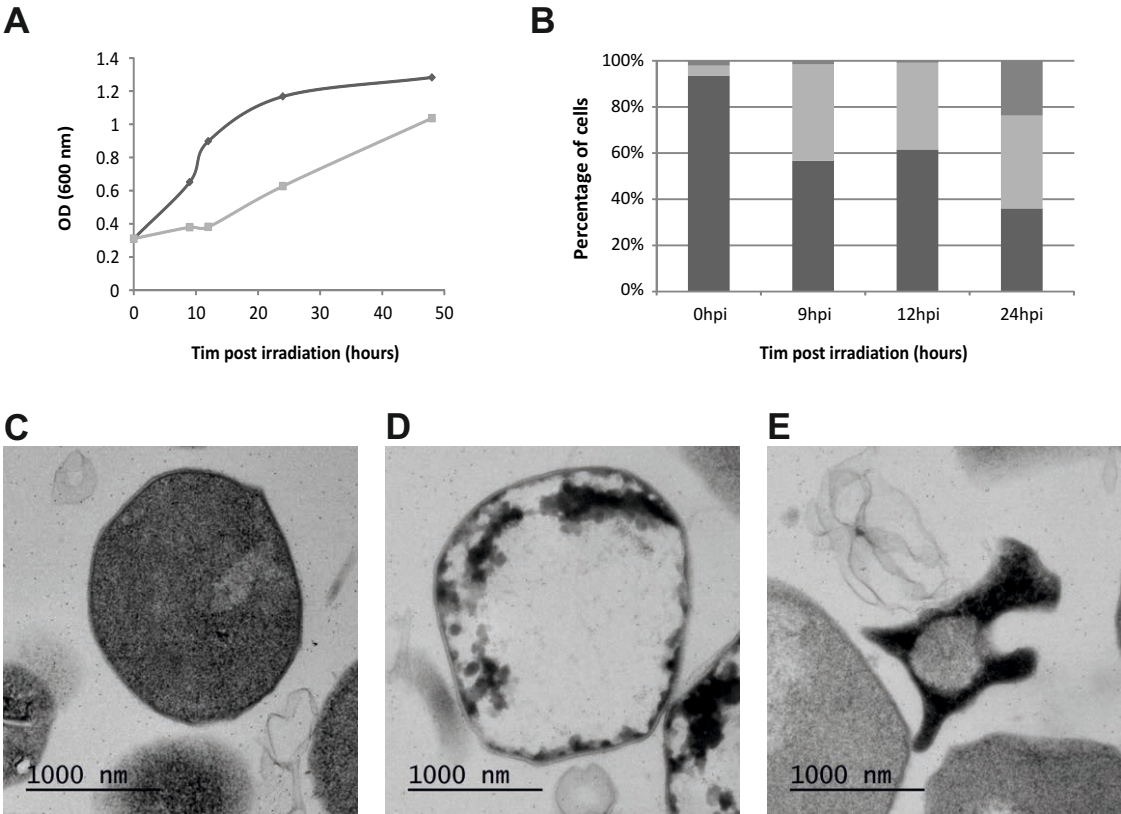 A
1.4
1.2
1
0.8
0.6
0.4
0.2
0
OD (600 nm)
0 10 20 30 40 50
Tim post irradiation (hours)
B
100%
80%
60%
40%
20%
0%
Percentage of cells
0hpi 9hpi 12hpi 24hpi
Tim post irradiation (hours)
C
1000 nm
D
1000 nm
E
1000 nm